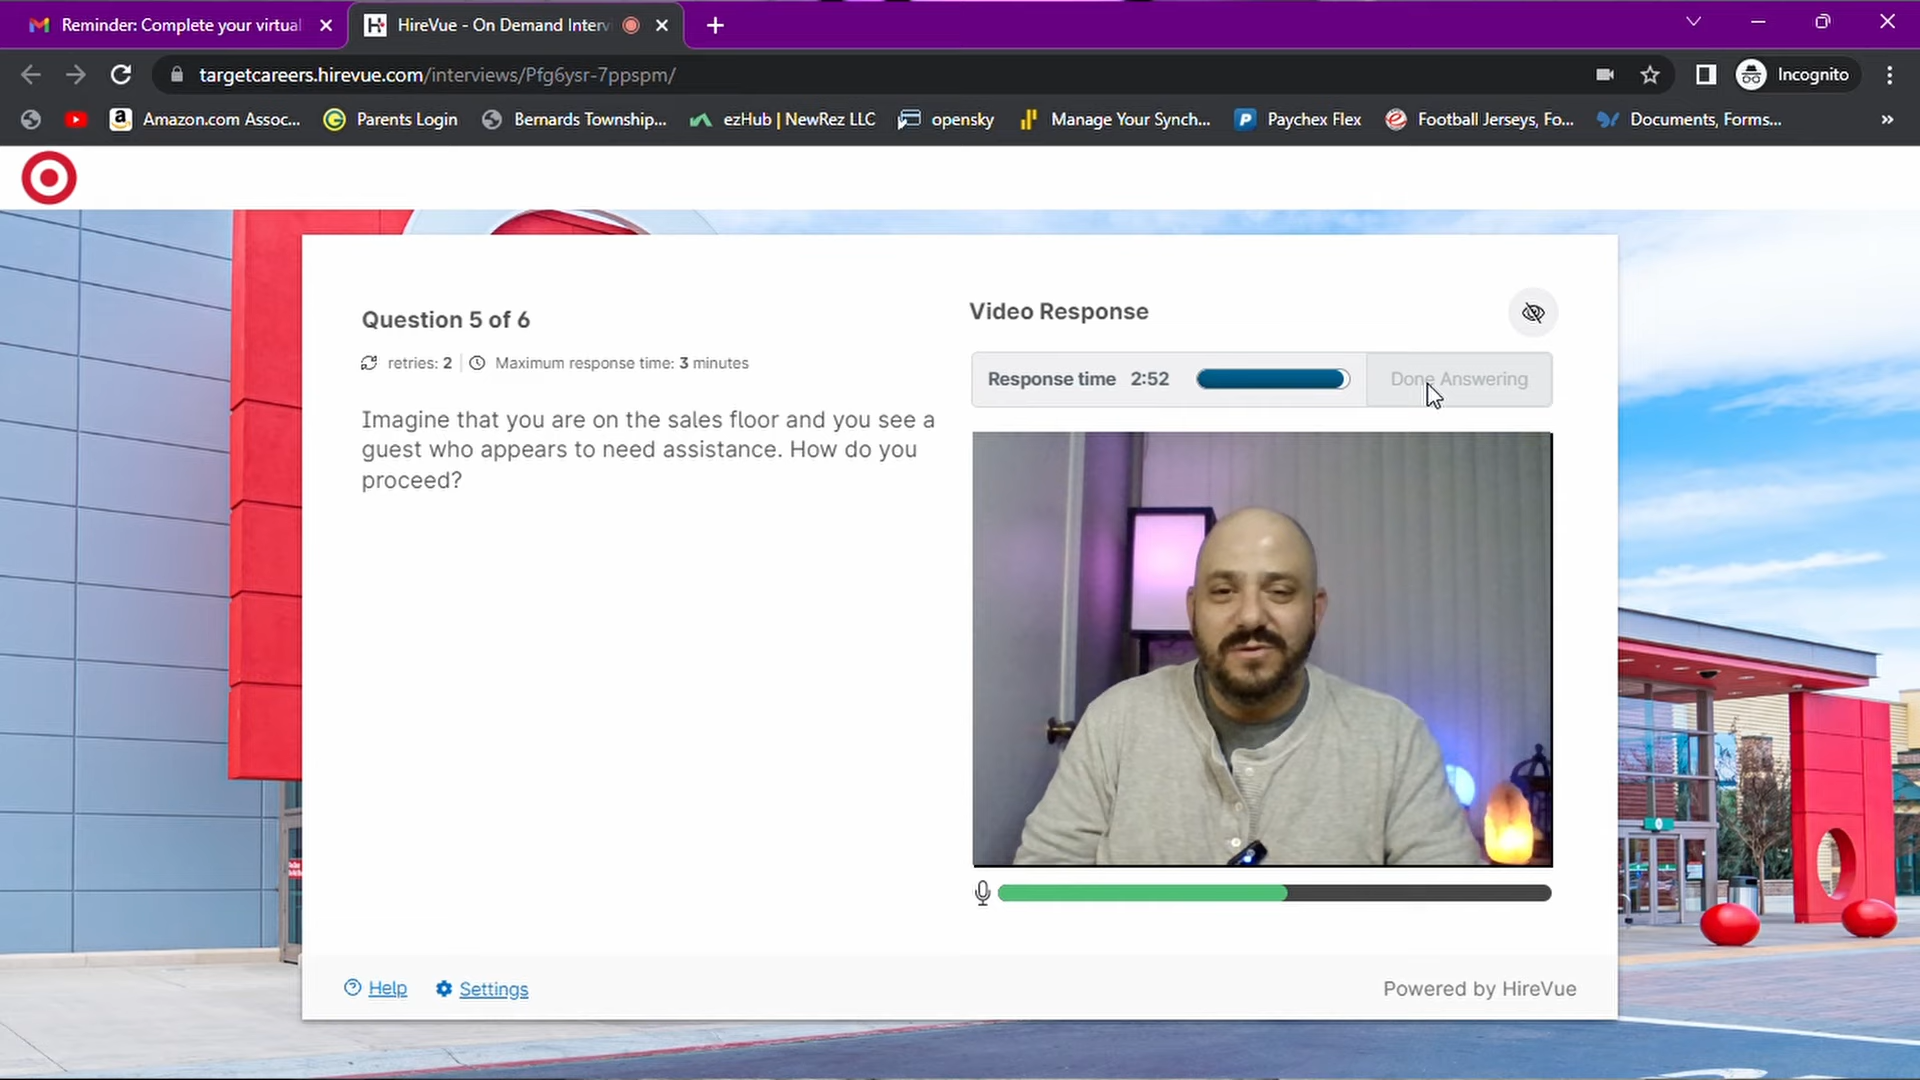 Reminder: Complete your virtual
HireVue - On Demand Interv
targetcareers.hirevue.com/interviews/Pfg6ysr-7ppspm/
Incognito
Amazon.com Assoc...
Parents Login
Bernards Township...
ezHub | NewRez LLC
opensky
Manage Your Synch...
Paychex Flex
Football Jerseys, Fo...
Documents, Forms...
Question 5 of 6
retries: 2
Maximum response time: 3 minutes
Imagine that you are on the sales floor and you see a
guest who appears to need assistance. How do you
proceed?
Video Response
Response time 2:52
Done Answering
Help
Settings
Powered by HireVue